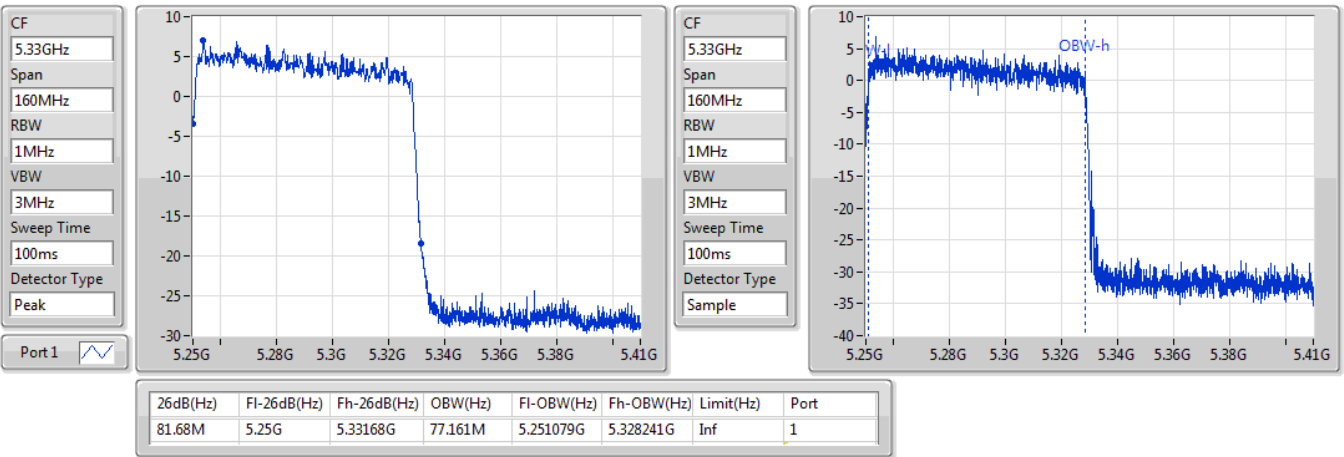 CF
5.33GHz
Span
160MHz
RBW
1MHz
VBW
3MHz
Sweep Time
100ms
Detector Type
Peak
Port 1
10
5
0
-5
-10
-15
-20
-25
-30
5.25G 5.28G 5.3G 5.32G 5.34G 5.36G 5.38G 5.41G
CF
5.33GHz
Span
160MHz
RBW
1MHz
VBW
3MHz
Sweep Time
100ms
Detector Type
Sample
OBW-h
10
5
0
-5
-10
-15
-20
-25
-30
-35
-40
5.25G 5.28G 5.3G 5.32G 5.34G 5.36G 5.38G 5.41G
26dB(Hz) Fl-26dB(Hz) Fh-26dB(Hz) OBW(Hz) Fl-OBW(Hz) Fh-OBW(Hz) Limit(Hz) Port
81.68M 5.25G 5.33168G 77.161M 5.251079G 5.328241G Inf 1